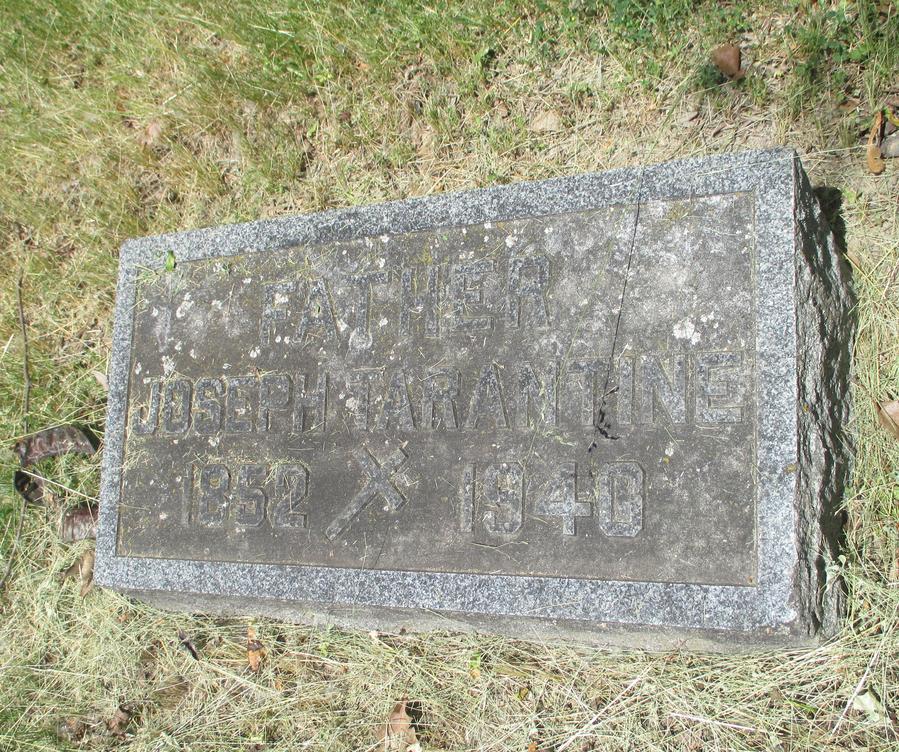 FATHER
JOSEPH TARANTINE
1852 1940